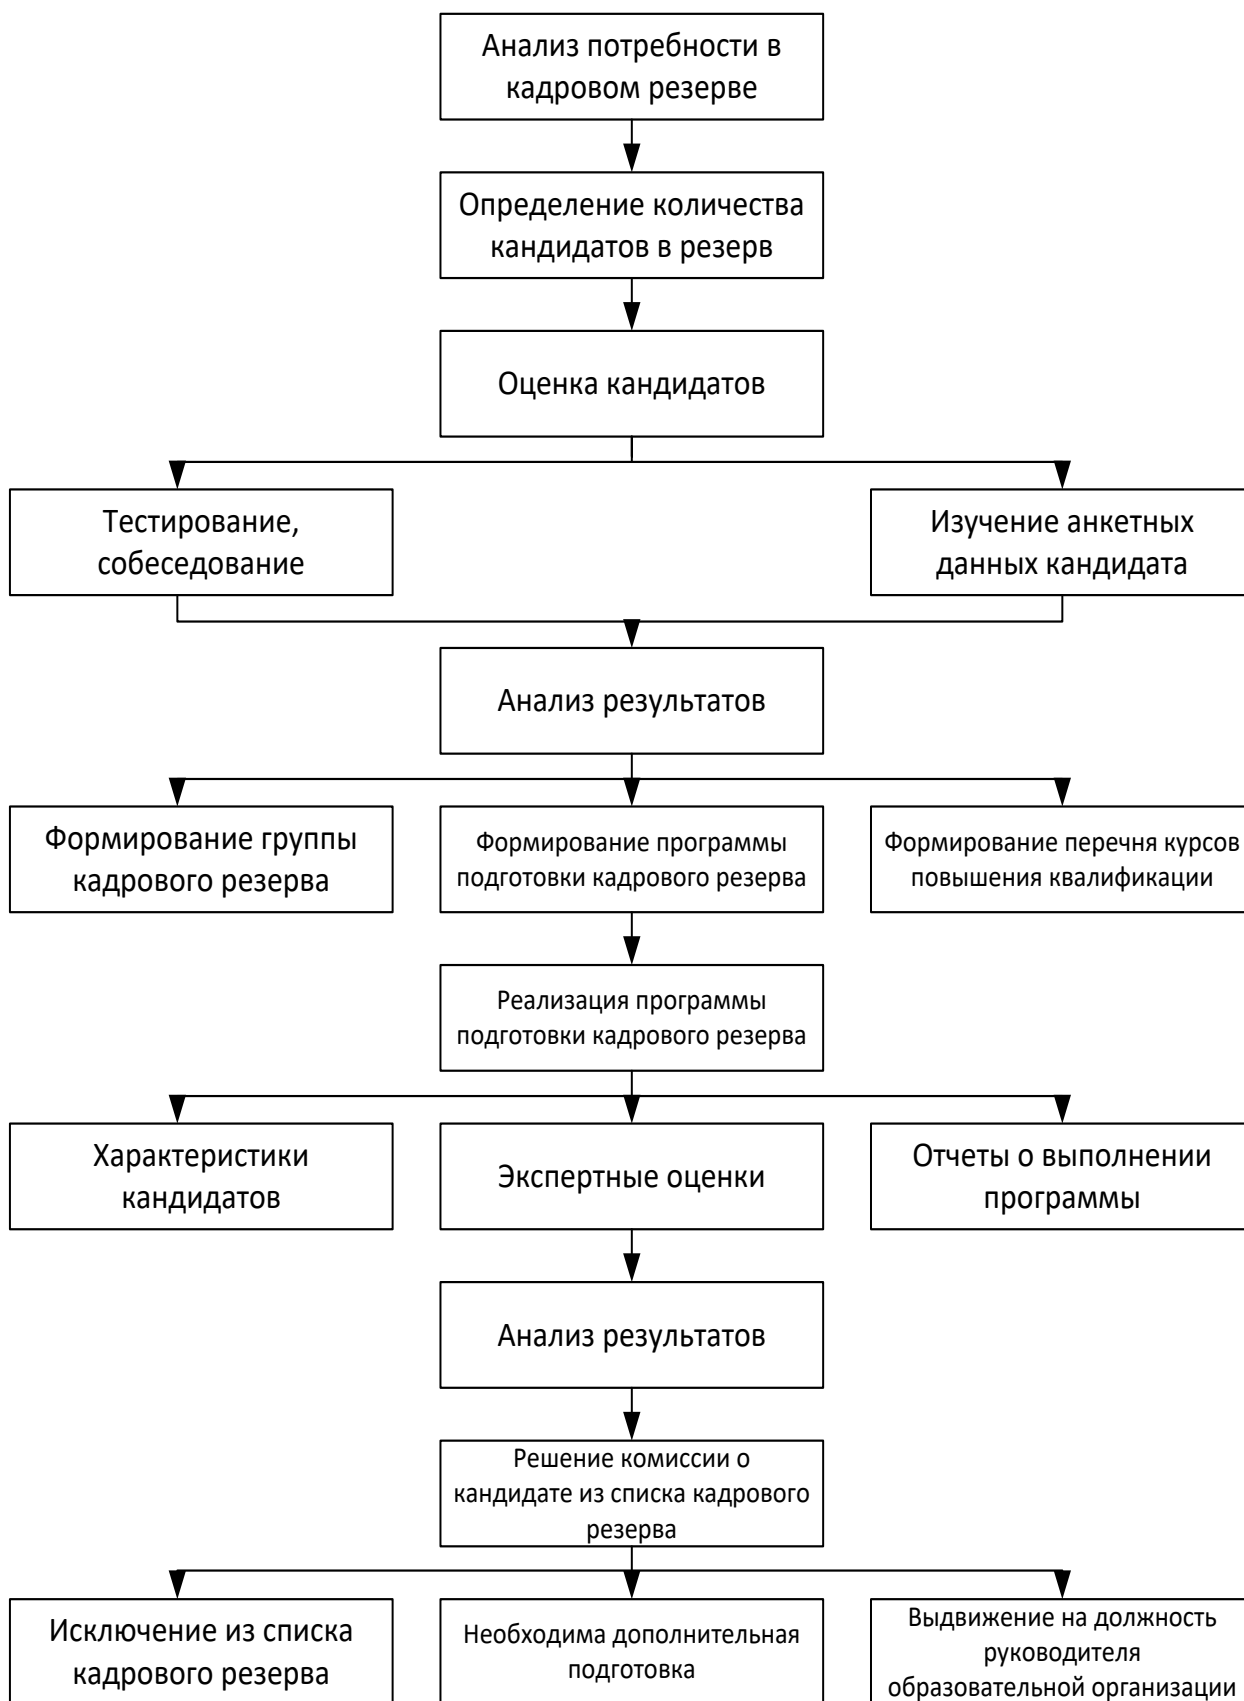 Анализ потребности в
кадровом резерве
Определение количества
кандидатов в резерв
Оценка кандидатов
Тестирование,
собеседование
Изучение анкетных
данных кандидата
Анализ результатов
Формирование группы
кадрового резерва
Формирование программы
подготовки кадрового резерва
Формирование перечня курсов
повышения квалификации
Реализация программы
подготовки кадрового резерва
Характеристики
кандидатов
Экспертные оценки
Отчеты о выполнении
программы
Анализ результатов
Решение комиссии о
кандидате из списка кадрового
резерва
Исключение из списка
кадрового резерва
Необходима дополнительная
подготовка
Выдвижение на должность
руководителя
образовательной организации